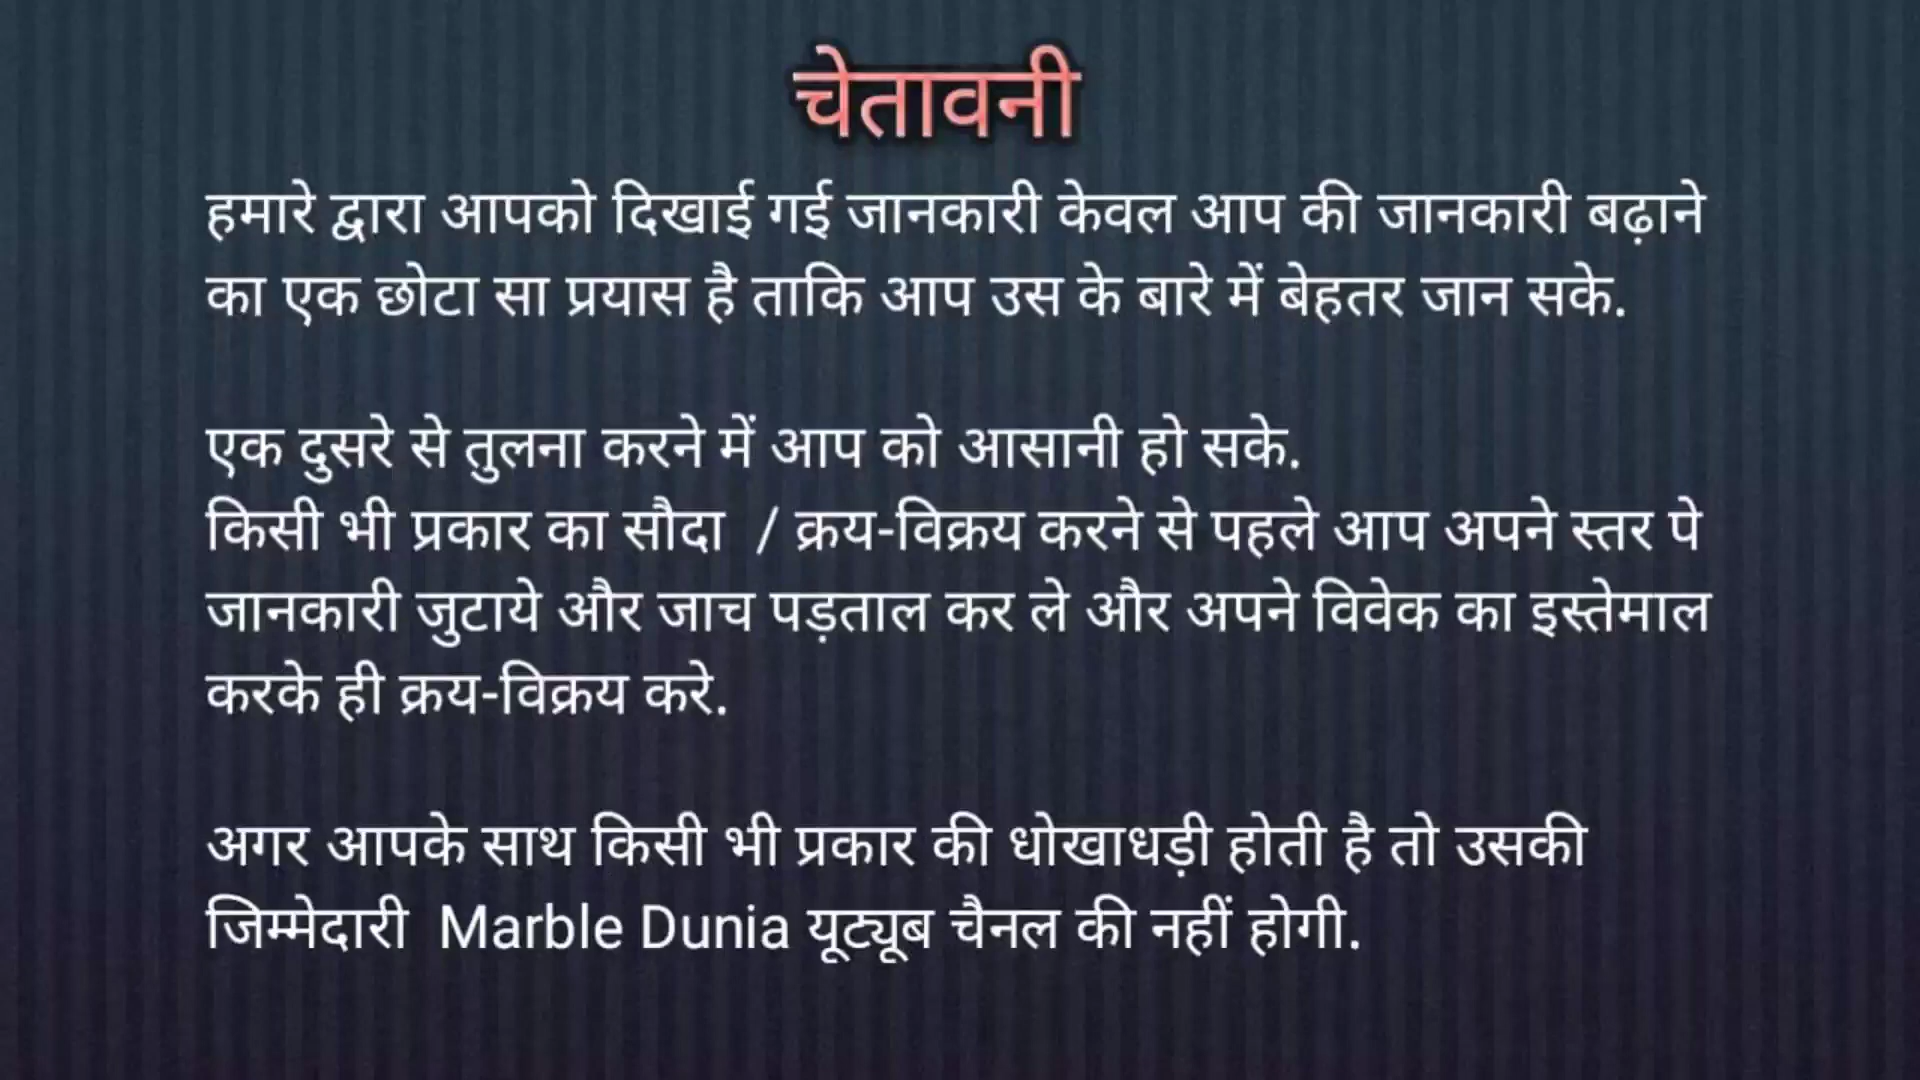 चेतावनी
हमारे द्वारा आपको दिखाई गई जानकारी केवल आप की जानकारी बढ़ाने
का एक छोटा सा प्रयास है ताकि आप उस के बारे में बेहतर जान सके.
एक दुसरे से तुलना करने में आप को आसानी हो सके.
किसी भी प्रकार का सौदा / क्रय-विक्रय करने से पहले आप अपने स्तर पे
जानकारी जुटाये और जाच पड़ताल कर ले और अपने विवेक का इस्तेमाल
करके ही क्रय-विक्रय करे.
अगर आपके साथ किसी भी प्रकार की धोखाधड़ी होती है तो उसकी
जिम्मेदारी Marble Dunia यूट्यूब चैनल की नहीं होगी.